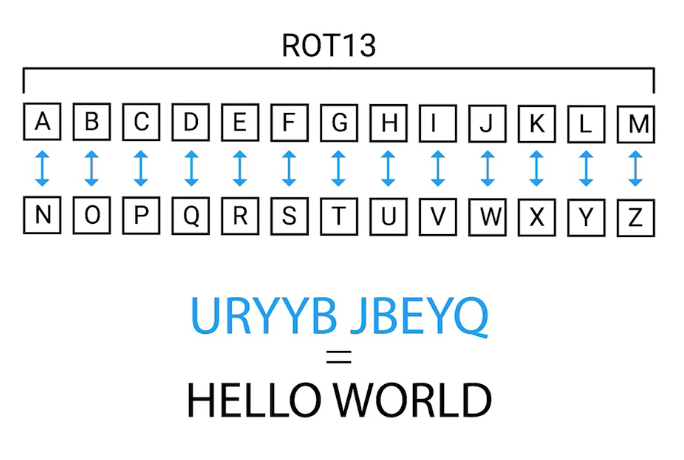 ROT13
A B C D E F G H I J K L M
N O P Q R S T U V W X Y Z
URYYB JBEYQ
=
HELLO WORLD